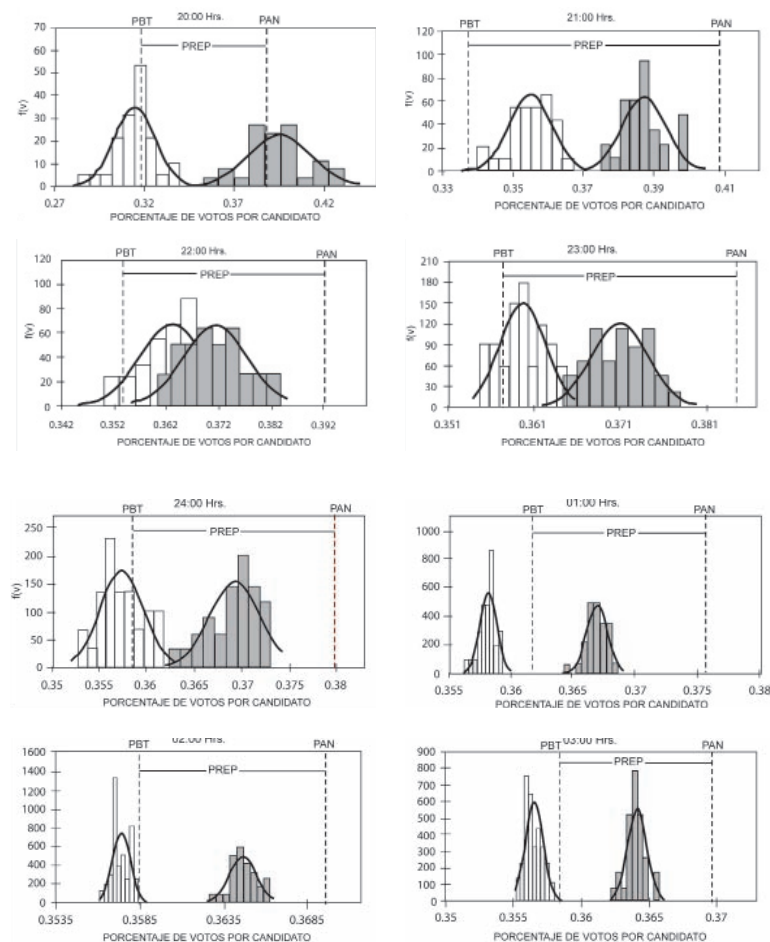 20:00 Hrs.
PBT
PAN
PREP
f(v)
70
60
50
40
30
20
10
0
0.27
0.32
0.37
0.42
PORCENTAJE DE VOTOS POR CANDIDATO
PBT
21:00 Hrs.
PAN
PREP
f(v)
120
100
80
60
40
20
0
0.33
0.35
0.37
0.39
0.41
PORCENTAJE DE VOTOS POR CANDIDATO
PBT
22:00 Hrs.
PAN
PREP
f(v)
120
100
80
60
40
20
0
0.342
0.352
0.362
0.372
0.382
0.392
PORCENTAJE DE VOTOS POR CANDIDATO
PBT
23:00 Hrs.
PAN
PREP
f(v)
210
180
150
120
90
60
30
0
0.351
0.361
0.371
0.381
PORCENTAJE DE VOTOS POR CANDIDATO
PBT
24:00 Hrs.
PAN
PREP
f(v)
250
200
150
100
50
0
0.35
0.355
0.36
0.365
0.37
0.375
0.38
PORCENTAJE DE VOTOS POR CANDIDATO
PBT
01:00 Hrs.
PAN
PREP
1000
800
600
400
200
0
0.355
0.36
0.365
0.37
0.375
0.38
PORCENTAJE DE VOTOS POR CANDIDATO
PBT
02:00 Hrs.
PAN
PREP
1600
1400
1200
1000
800
600
400
200
0
0.3535
0.3585
0.3635
0.3685
PORCENTAJE DE VOTOS POR CANDIDATO
PBT
03:00 Hrs.
PAN
PREP
900
800
700
600
500
400
300
200
100
0
0.35
0.355
0.36
0.365
0.37
PORCENTAJE DE VOTOS POR CANDIDATO